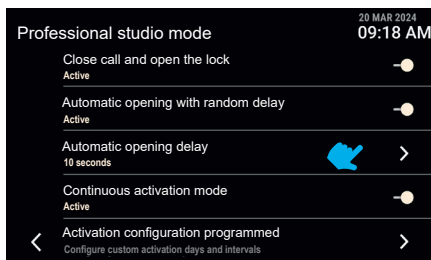 20 MAR 2024
Professional studio mode
09:18 AM
Close call and open the lock
Active
Automatic opening with random delay
Active
Automatic opening delay
10 seconds
Continuous activation mode
Active
Activation configuration programmed
Configure custom activation days and intervals